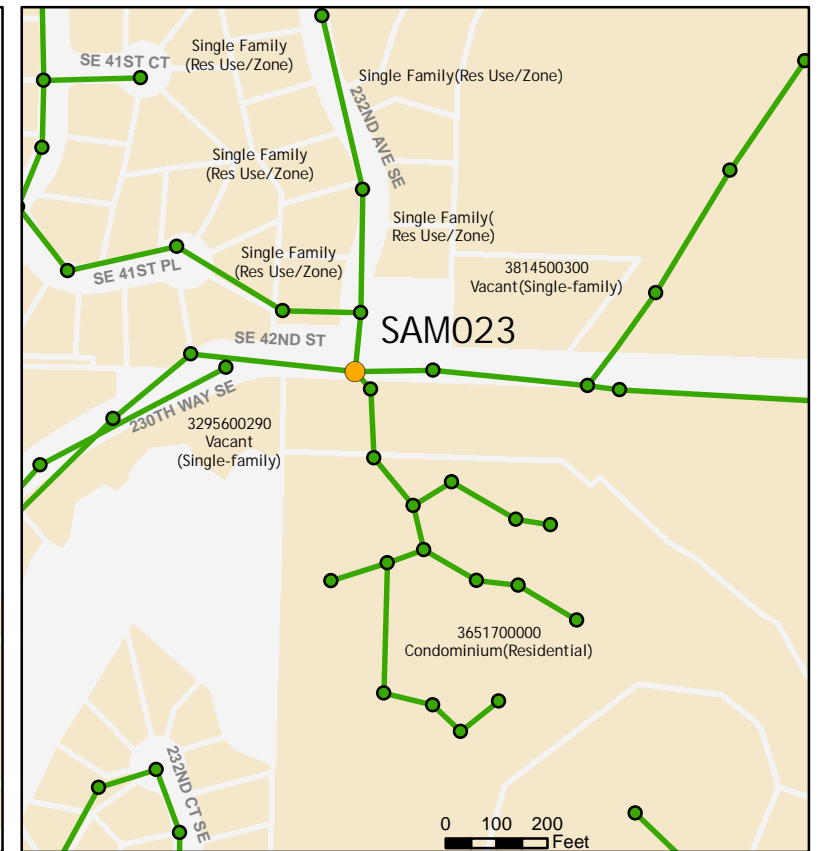 SE 41ST CT
Single Family
(Res Use/Zone)
Single Family(Res Use/Zone)
232ND AVE SE
Single Family
(Res Use/Zone)
Single Family(
Res Use/Zone)
Single Family
(Res Use/Zone)
SE 41ST PL
3814500300
Vacant(Single-family)
SE 42ND ST
SAM023
230TH WAY SE
3295600290
Vacant
(Single-family)
3651700000
Condominium(Residential)
232ND CT SE
0 100 200
Feet